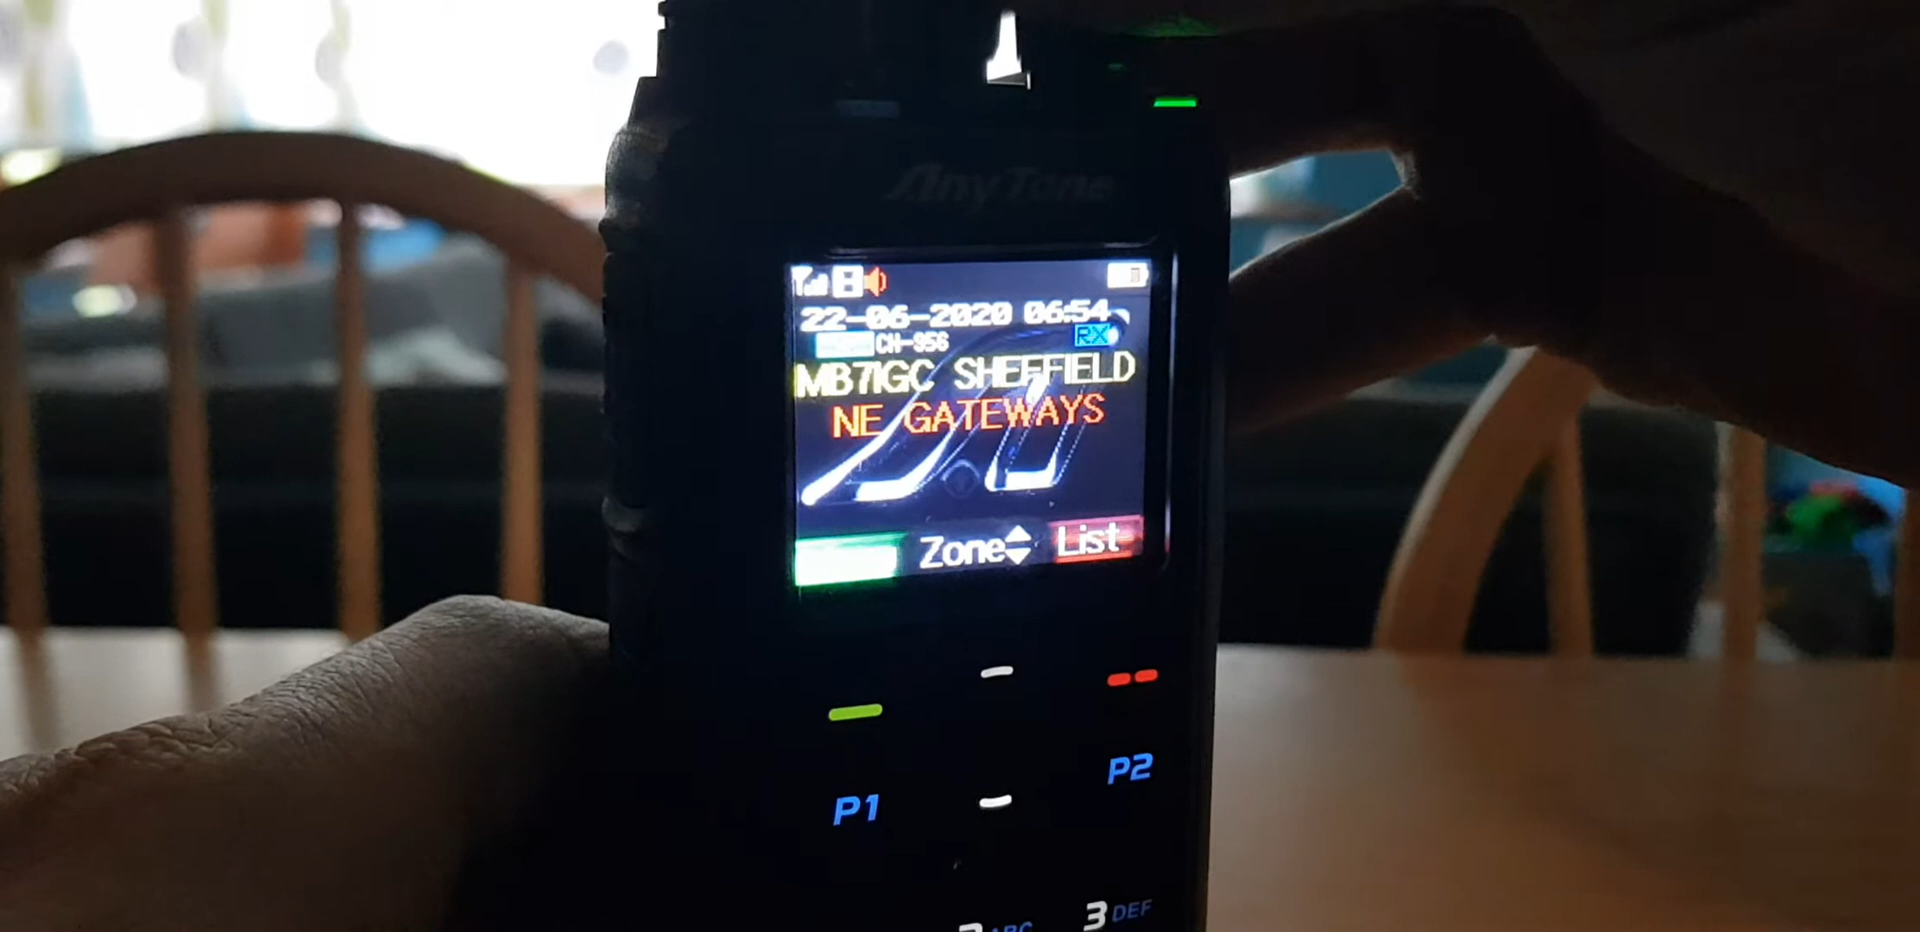 AnyTone
22-06-2020 06:54
CH-956 RX
MB7IGC SHEFFIELD
NE GATEWAYS
Zone List
P2
P1
ABC 3 DEF